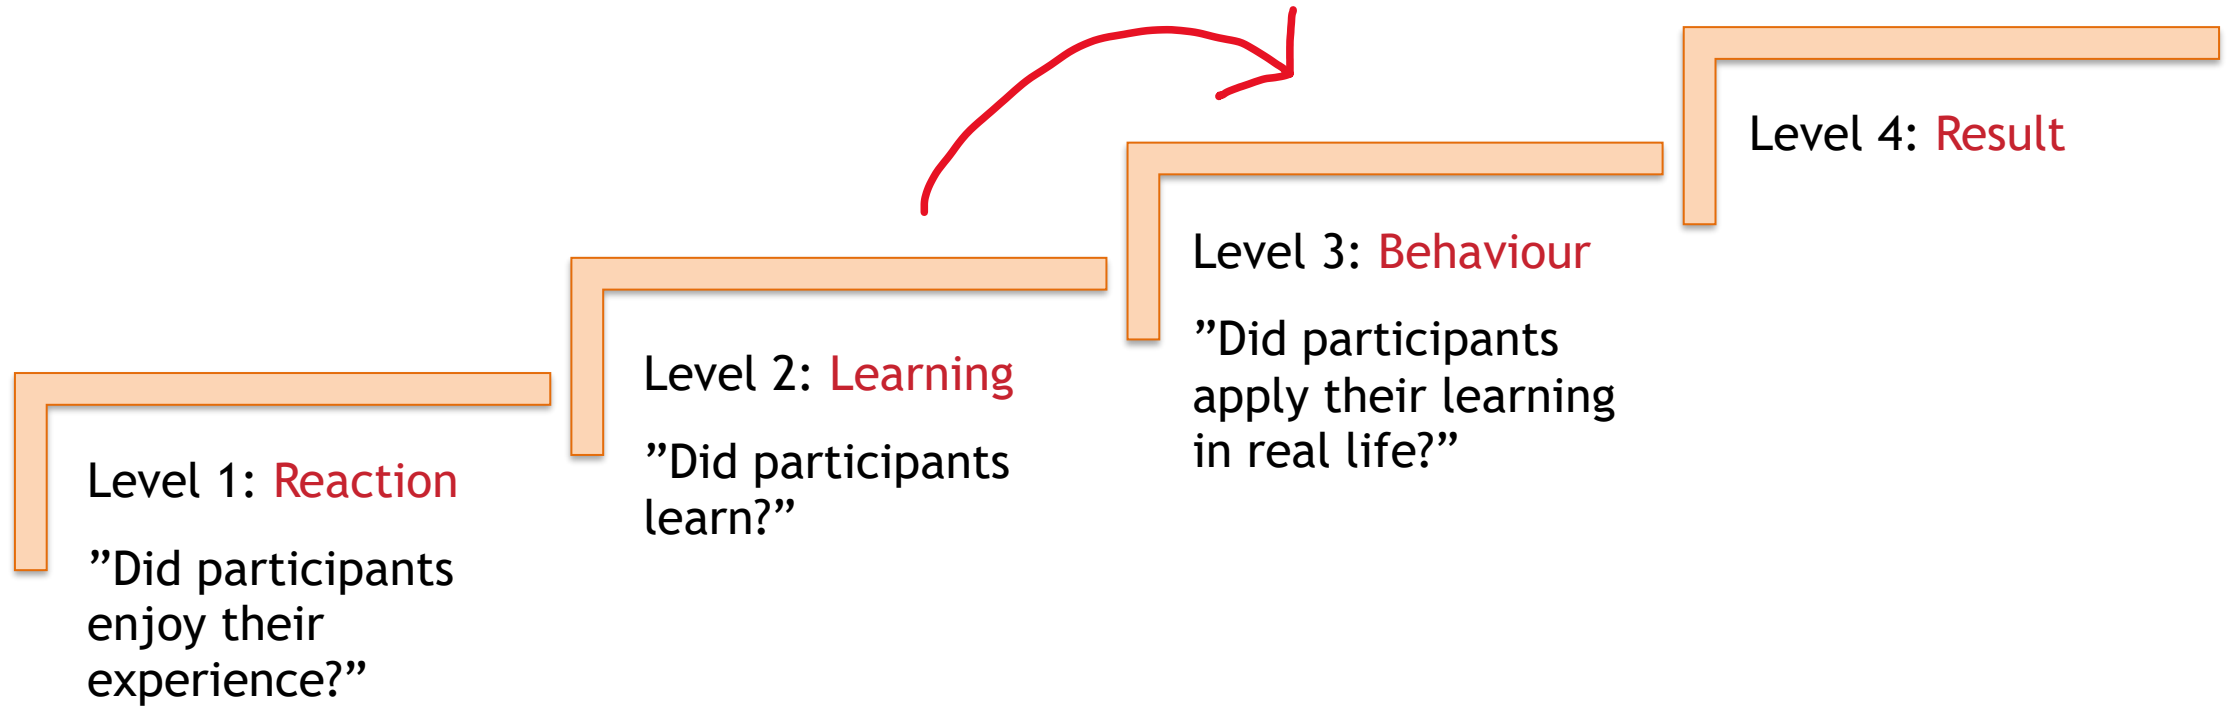 Level 1: Reaction
”Did participants
enjoy their
experience?”
Level 2: Learning
”Did participants
learn?”
Level 3: Behaviour
”Did participants
apply their learning
in real life?”
Level 4: Result